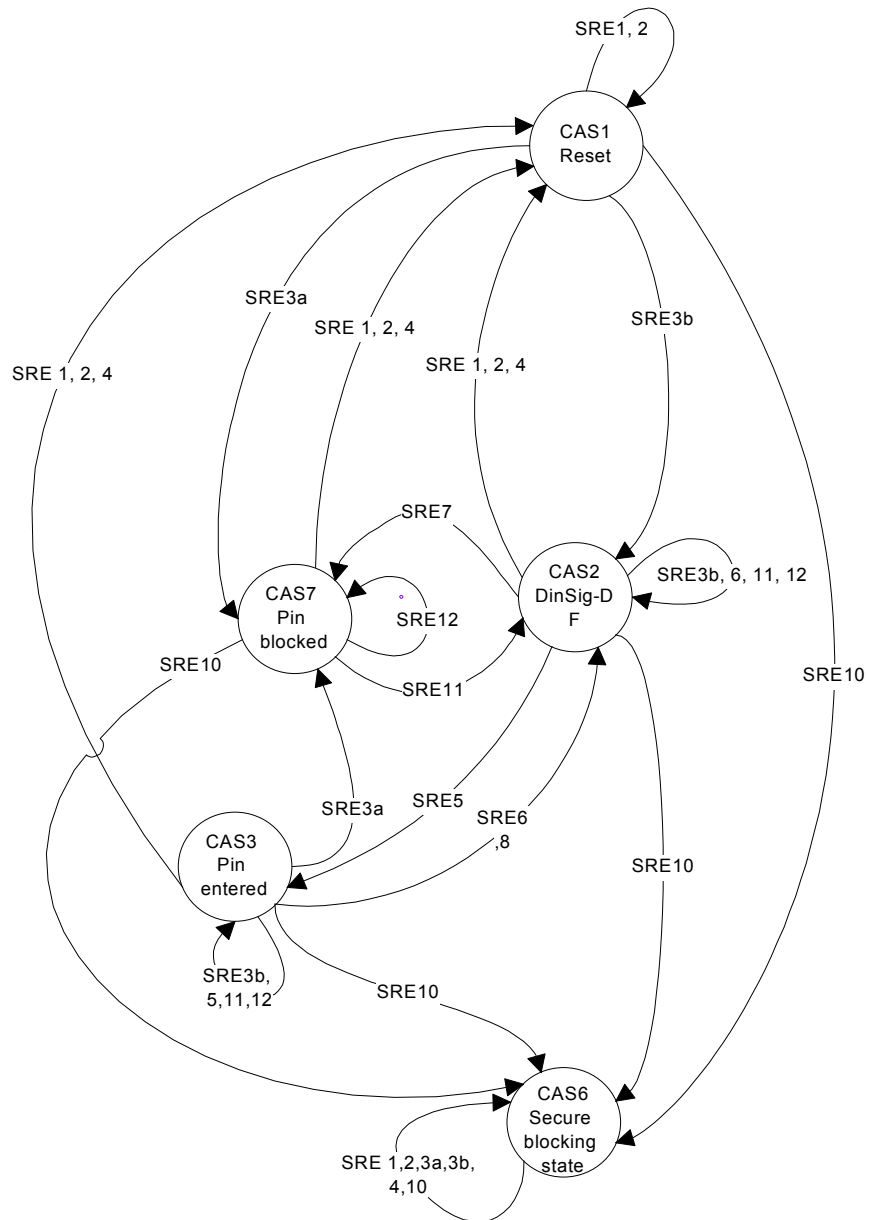 SRE1, 2
CAS1
Reset
SRE3a
SRE3b
SRE 1, 2, 4
SRE 1, 2, 4
SRE 1, 2, 4
SRE7
CAS2
DinSig-D
F
SRE3b, 6, 11, 12
CAS7
Pin
blocked
SRE12
SRE10
SRE11
SRE10
SRE3a
SRE5
SRE6
,8
CAS3
Pin
entered
SRE10
SRE3b,
5,11,12
SRE10
CAS6
Secure
blocking
state
SRE 1,2,3a,3b,
4,10